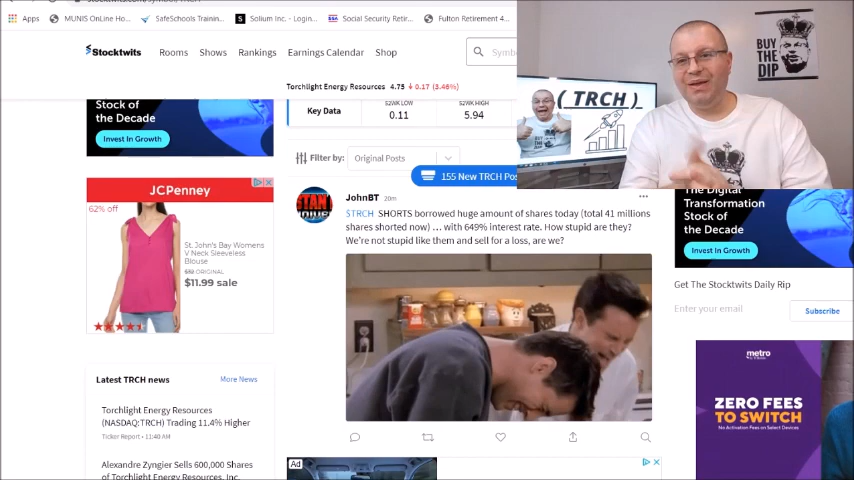 Apps
MUNIS OnLine Ho...
SafeSchools Trainin...
Solium Inc. - Login...
Social Security Retir...
Fulton Retirement 4...
Stocktwits
Rooms
Shows
Rankings
Earnings Calendar
Shop
Torchlight Energy Resources 4.75 ↓ 0.17 (3.46%)
Key Data
52WK LOW
0.11
52WK HIGH
5.94
Stock of
the Decade
Invest In Growth
Filter by:
Original Posts
155 New TRCH Pos
JCPenney
62% off
St. John's Bay Womens
V Neck Sleeveless
Blouse
$32 ORIGINAL
$11.99 sale
JohnBT 20m
$TRCH SHORTS borrowed huge amount of shares today (total 41 millions
shares shorted now) ... with 649% interest rate. How stupid are they?
We're not stupid like them and sell for a loss, are we?
Latest TRCH news
More News
Torchlight Energy Resources
(NASDAQ:TRCH) Trading 11.4% Higher
Ticker Report • 11:40 AM
Alexandre Zyngier Sells 600,000 Shares
of Torchlight Energy Resources, Inc.
Ad
( TRCH )
BUY
THE
DIP
The Digital
Transformation
Stock of
the Decade
Invest In Growth
Get The Stocktwits Daily Rip
Enter your email
Subscribe
metro
ZERO FEES
TO SWITCH
No Activation Fees on Select Devices